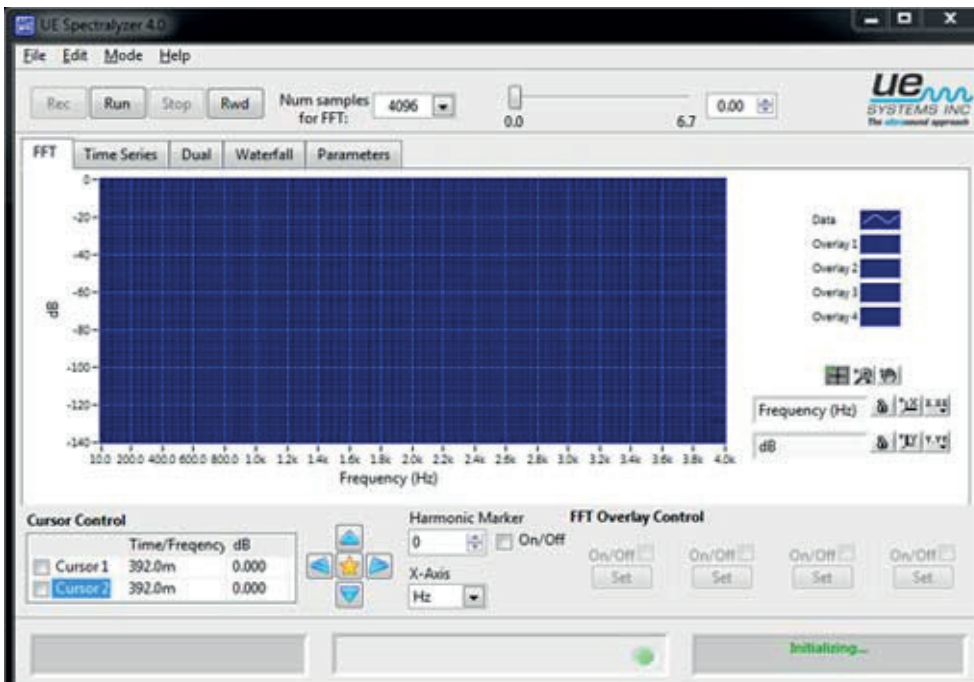 UE Spectralyzer 4.0
File Edit Mode Help
Rec Run Stop Rwd Num samples for FFT: 4096 0.0 6.7 0.00
ue
SYSTEMS INC
The ultrasound approach
FFT Time Series Dual Waterfall Parameters
0
-20
-40
-60
-80
-100
-120
-140
dB
10.0 200.0 400.0 600.0 800.0 1.0k 1.2k 1.4k 1.6k 1.8k 2.0k 2.2k 2.4k 2.6k 2.8k 3.0k 3.2k 3.4k 3.6k 3.8k 4.0k
Frequency (Hz)
Data
Overlay 1
Overlay 2
Overlay 3
Overlay 4
Frequency (Hz)
dB
Cursor Control
Time/Freqency dB
Cursor 1 392.0m 0.000
Cursor 2 392.0m 0.000
Harmonic Marker
0 On/Off
X-Axis
Hz
FFT Overlay Control
On/Off On/Off On/Off On/Off
Set Set Set Set
Initializing...